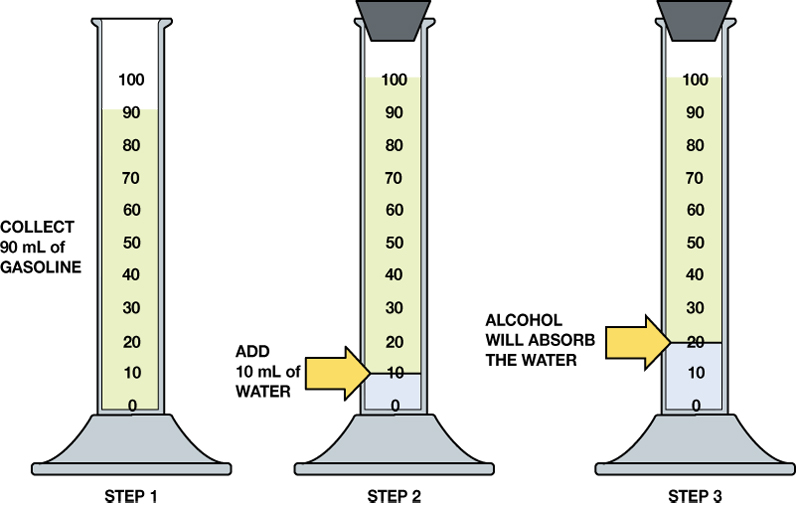 100
90
80
70
60
50
40
30
20
10
0
COLLECT
90 mL of
GASOLINE
STEP 1
100
90
80
70
60
50
40
30
20
10
0
ADD
10 mL of
WATER
STEP 2
100
90
80
70
60
50
40
30
20
10
0
ALCOHOL
WILL ABSORB
THE WATER
STEP 3